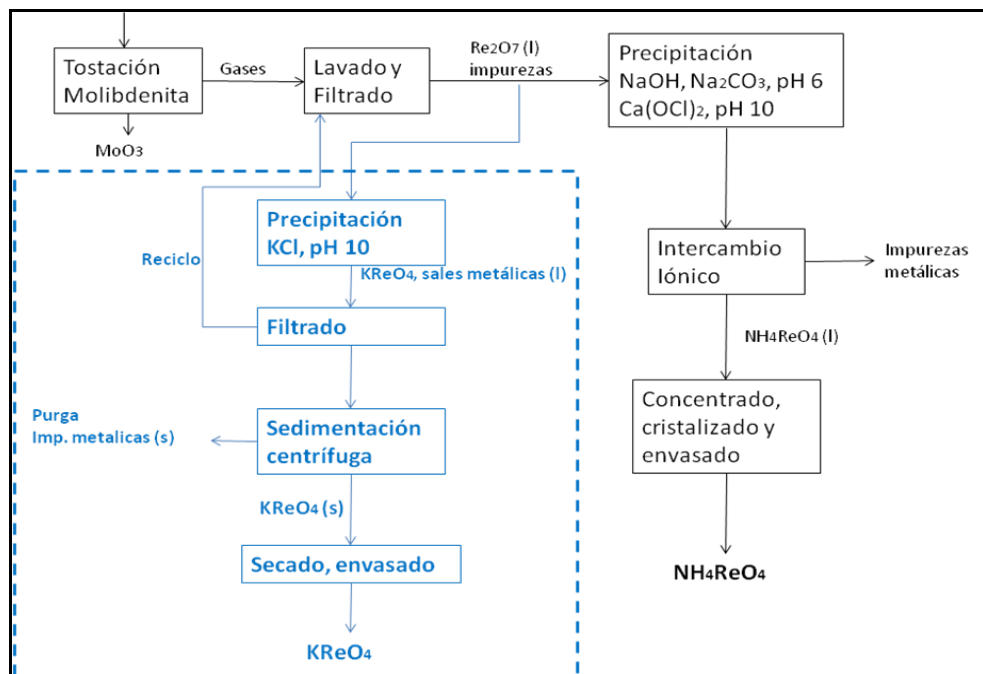 Tostación
Molibdenita
Gases
Lavado y
Filtrado
Re2O7 (l)
impurezas
Precipitación
NaOH, Na2CO3, pH 6
Ca(OCl)2, pH 10
MoO3
Precipitación
KCl, pH 10
Reciclo
KReO4, sales metálicas (l)
Filtrado
Intercambio
Iónico
Impurezas
metálicas
NH4ReO4 (l)
Purga
Imp. metalicas (s)
Sedimentación
centrífuga
Concentrado,
cristalizado y
envasado
KReO4 (s)
Secado, envasado
NH4ReO4
KReO4